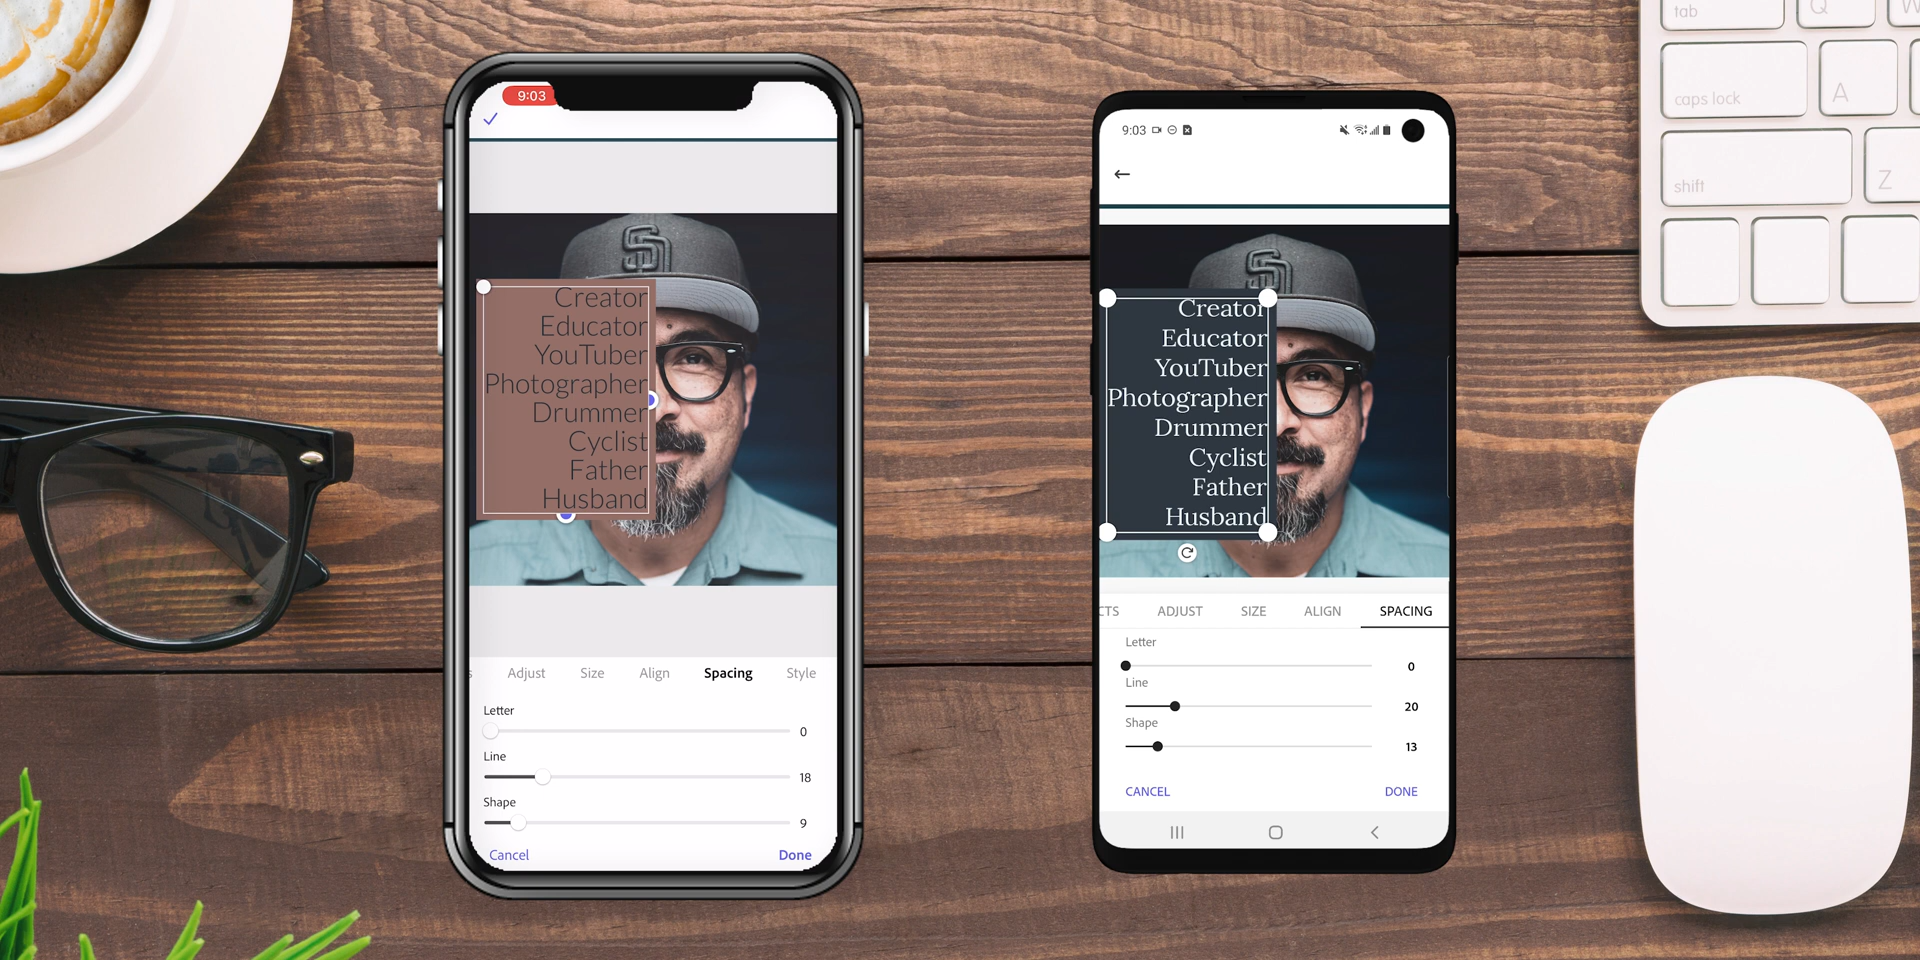 9:03
SD
Creator
Educator
YouTuber
Photographer
Drummer
Cyclist
Father
Husband
s Adjust Size Align Spacing Style
Letter
0
Line
18
Shape
9
Cancel Done
9:03
SD
Creator
Educator
YouTuber
Photographer
Drummer
Cyclist
Father
Husband
CTS ADJUST SIZE ALIGN SPACING
Letter
0
Line
20
Shape
13
CANCEL DONE
tab Q W
caps lock A
shift Z